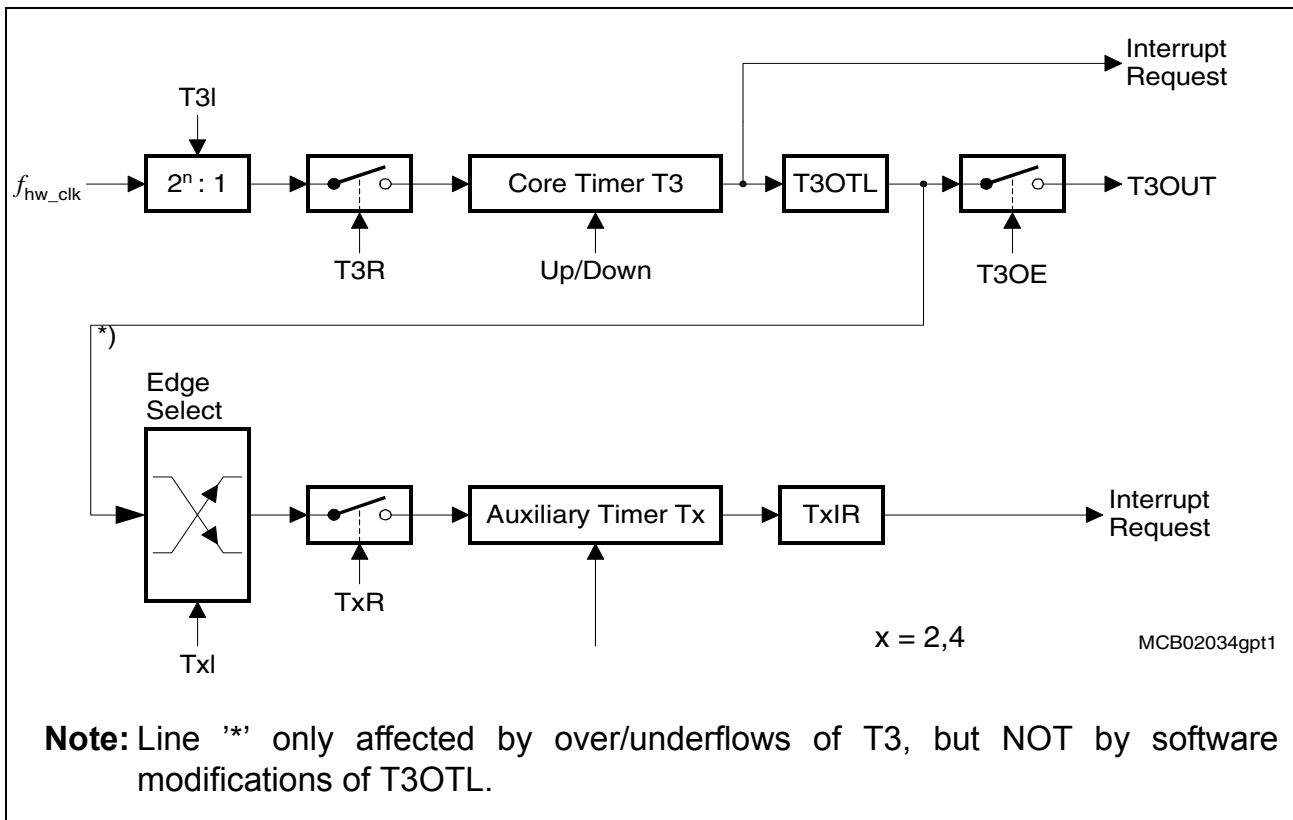 Interrupt
Request
T3I
f hw_clk
2ⁿ : 1
Core Timer T3
T3OTL
T3OUT
T3R
Up/Down
T3OE
*)
Edge
Select
Auxiliary Timer Tx
TxIR
Interrupt
Request
TxR
TxI
x = 2,4
MCB02034gpt1
Note: Line '*' only affected by over/underflows of T3, but NOT by software
modifications of T3OTL.